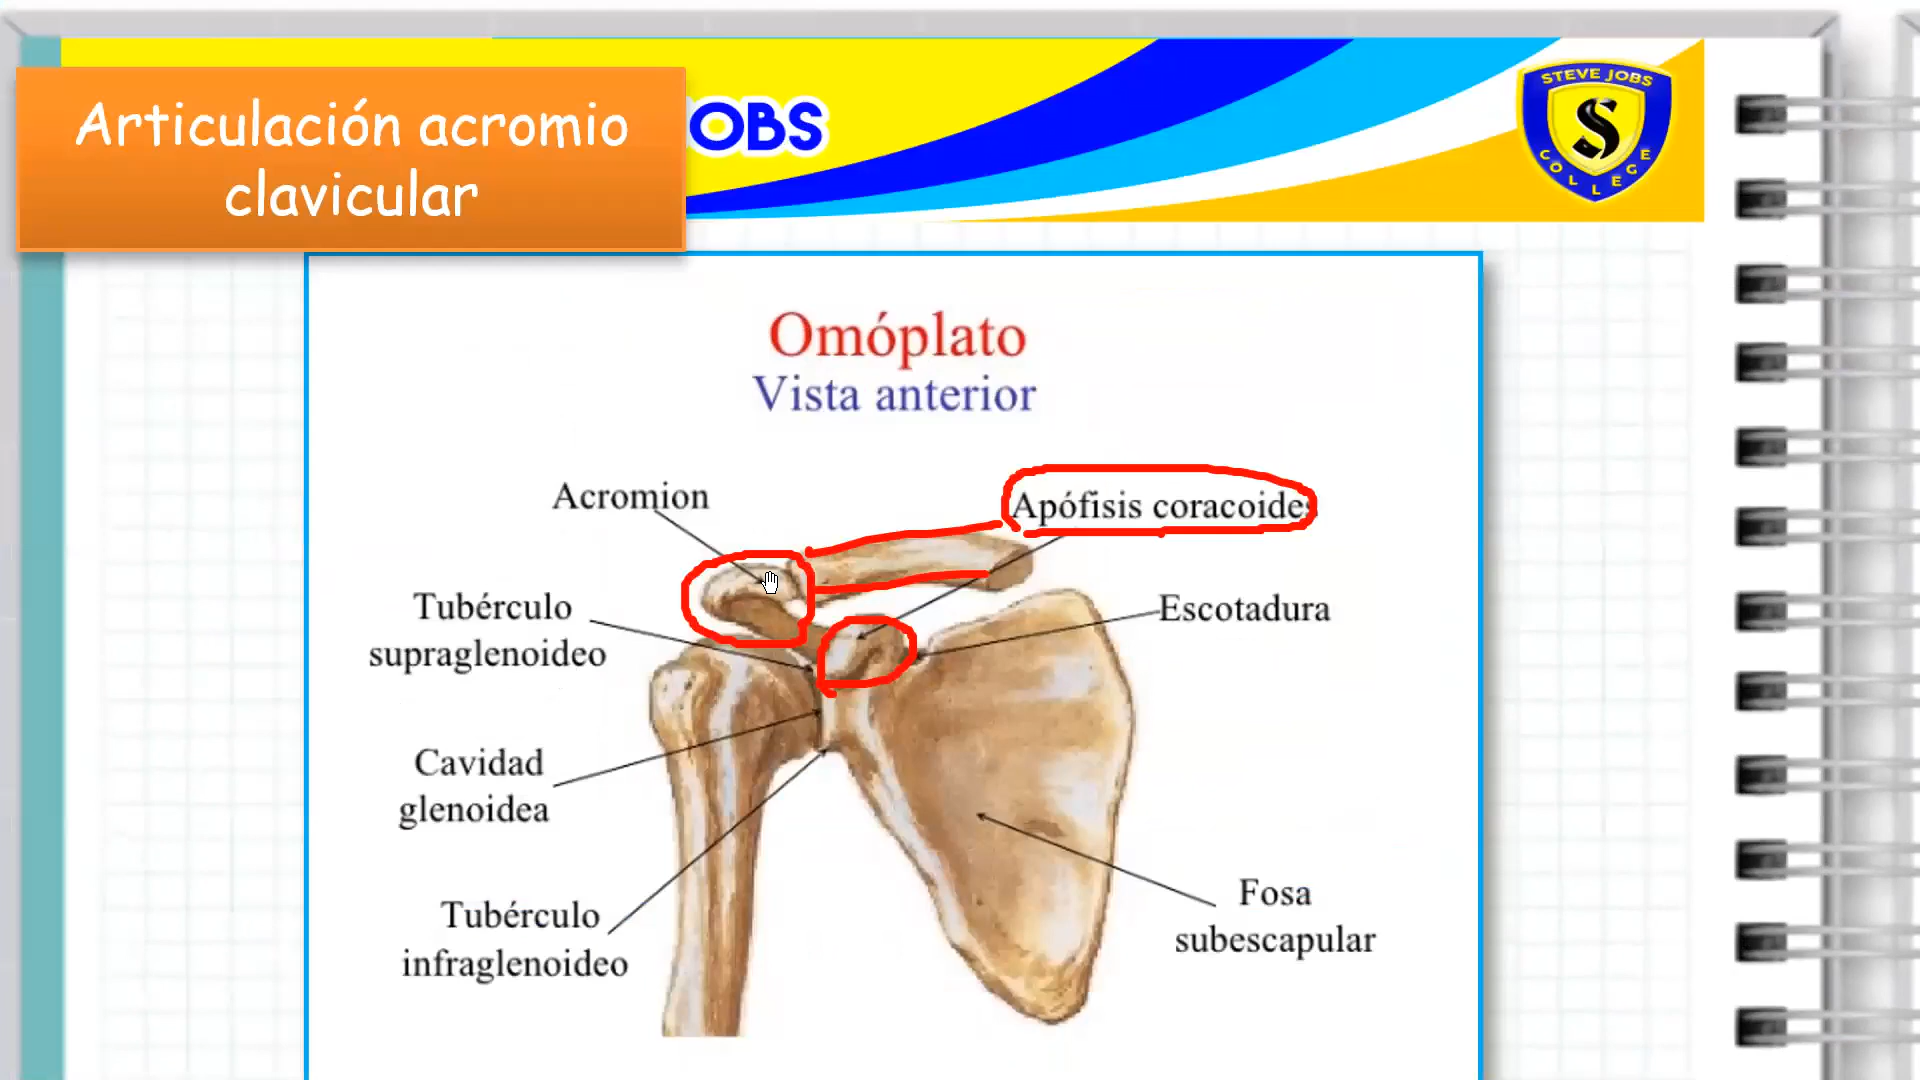 Articulación acromio
clavicular
JOBS
STEVE JOBS
S
COLLEGE
Omóplato
Vista anterior
Acromion
Apófisis coracoides
Tubérculo
supraglenoideo
Escotadura
Cavidad
glenoidea
Tubérculo
infraglenoideo
Fosa
subescapular